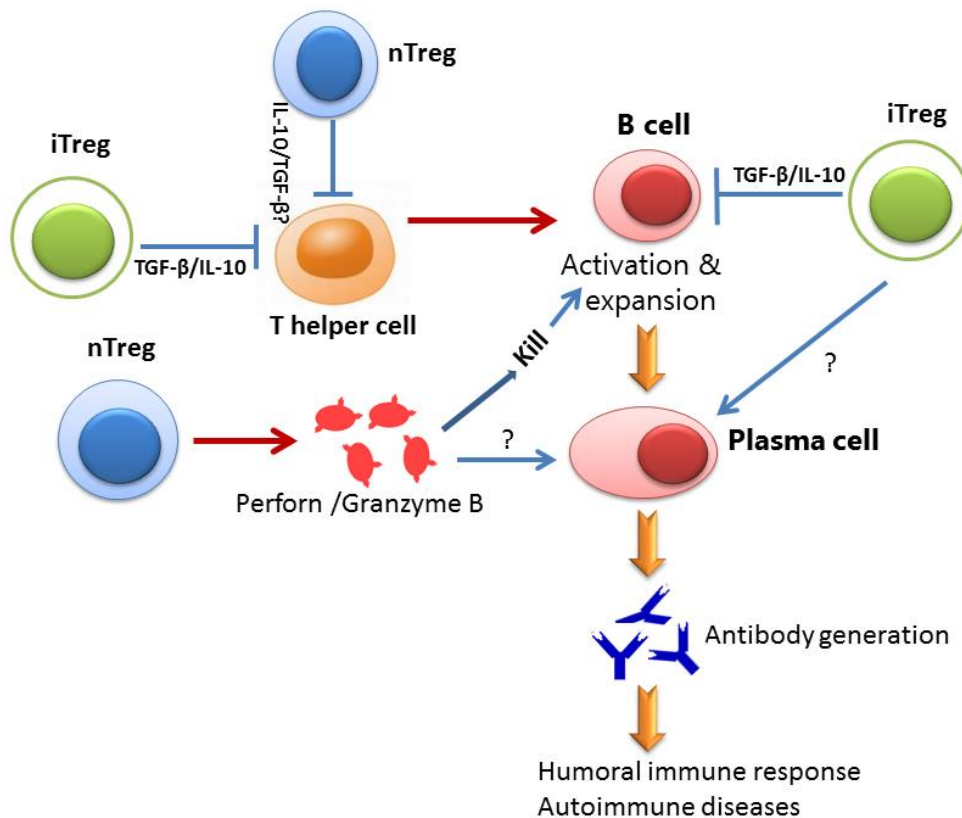 nTreg
IL-10/TGF-β?
iTreg
TGF-β/IL-10
T helper cell
B cell
iTreg
TGF-β/IL-10
Activation &
expansion
nTreg
Kill
?
?
Perforn /Granzyme B
Plasma cell
Antibody generation
Humoral immune response
Autoimmune diseases